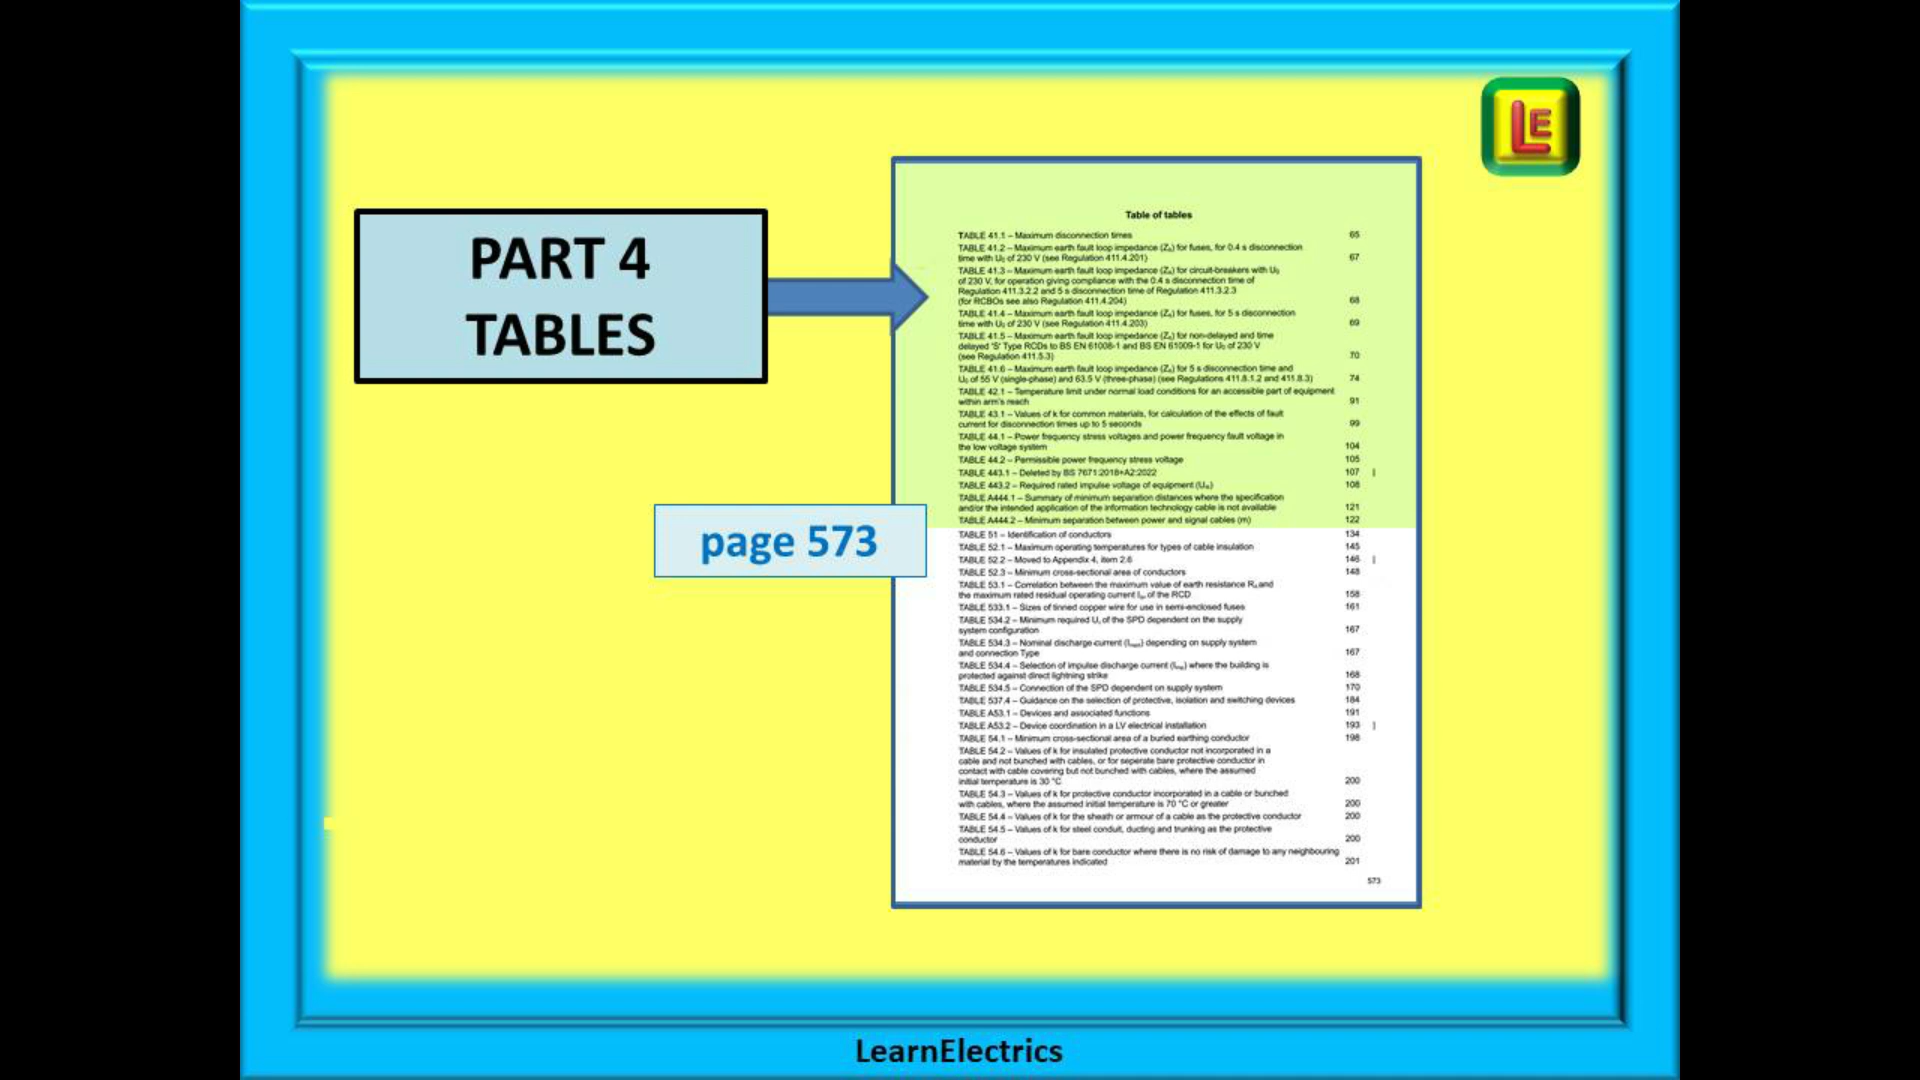 LE
PART 4
TABLES
page 573
Table of tables
TABLE 41.1 – Maximum disconnection times 65
TABLE 41.2 – Maximum earth fault loop impedance (Zs) for fuses, for 0.4 s disconnection
time with U0 of 230 V (see Regulation 411.4.201) 67
TABLE 41.3 – Maximum earth fault loop impedance (Zs) for circuit-breakers with U0
of 230 V, for operation giving compliance with the 0.4 s disconnection time of
Regulation 411.3.2.2 and 5 s disconnection time of Regulation 411.3.2.3
(for RCBOs see also Regulation 411.4.204) 68
TABLE 41.4 – Maximum earth fault loop impedance (Zs) for fuses, for 5 s disconnection
time with U0 of 230 V (see Regulation 411.4.203) 69
TABLE 41.5 – Maximum earth fault loop impedance (Zs) for non-delayed and time
delayed 'S' Type RCDs to BS EN 61008-1 and BS EN 61009-1 for U0 of 230 V
(see Regulation 411.5.3) 70
TABLE 41.6 – Maximum earth fault loop impedance (Zs) for 5 s disconnection time and
U0 of 55 V (single-phase) and 63.5 V (three-phase) (see Regulations 411.8.1.2 and 411.8.3) 74
TABLE 42.1 – Temperature limit under normal load conditions for an accessible part of equipment
within arm's reach 91
TABLE 43.1 – Values of k for common materials, for calculation of the effects of fault
current for disconnection times up to 5 seconds 99
TABLE 44.1 – Power frequency stress voltages and power frequency fault voltage in
the low voltage system 104
TABLE 44.2 – Permissible power frequency stress voltage 105
TABLE 443.1 – Deleted by BS 7671:2018+A2:2022 107 |
TABLE 443.2 – Required rated impulse voltage of equipment (Uw) 108
TABLE A444.1 – Summary of minimum separation distances where the specification
and/or the intended application of the information technology cable is not available 121
TABLE A444.2 – Minimum separation between power and signal cables (m) 122
TABLE 51 – Identification of conductors 134
TABLE 52.1 – Maximum operating temperatures for types of cable insulation 145
TABLE 52.2 – Moved to Appendix 4, item 2.6 146 |
TABLE 52.3 – Minimum cross-sectional area of conductors 148
TABLE 53.1 – Correlation between the maximum value of earth resistance RA and
the maximum rated residual operating current IΔn of the RCD 158
TABLE 533.1 – Sizes of tinned copper wire for use in semi-enclosed fuses 161
TABLE 534.2 – Minimum required Uc of the SPD dependent on the supply
system configuration 167
TABLE 534.3 – Nominal discharge current (Inspd) depending on supply system
and connection Type 167
TABLE 534.4 – Selection of impulse discharge current (Iimp) where the building is
protected against direct lightning strike 168
TABLE 534.5 – Connection of the SPD dependent on supply system 170
TABLE 537.4 – Guidance on the selection of protective, isolation and switching devices 184
TABLE A53.1 – Devices and associated functions 191
TABLE A53.2 – Device coordination in a LV electrical installation 193 |
TABLE 54.1 – Minimum cross-sectional area of a buried earthing conductor 198
TABLE 54.2 – Values of k for insulated protective conductor not incorporated in a
cable and not bunched with cables, or for seperate bare protective conductor in
contact with cable covering but not bunched with cables, where the assumed
initial temperature is 30 °C 200
TABLE 54.3 – Values of k for protective conductor incorporated in a cable or bunched
with cables, where the assumed initial temperature is 70 °C or greater 200
TABLE 54.4 – Values of k for the sheath or armour of a cable as the protective conductor 200
TABLE 54.5 – Values of k for steel conduit, ducting and trunking as the protective
conductor 200
TABLE 54.6 – Values of k for bare conductor where there is no risk of damage to any neighbouring
material by the temperatures indicated 201
573
LearnElectrics